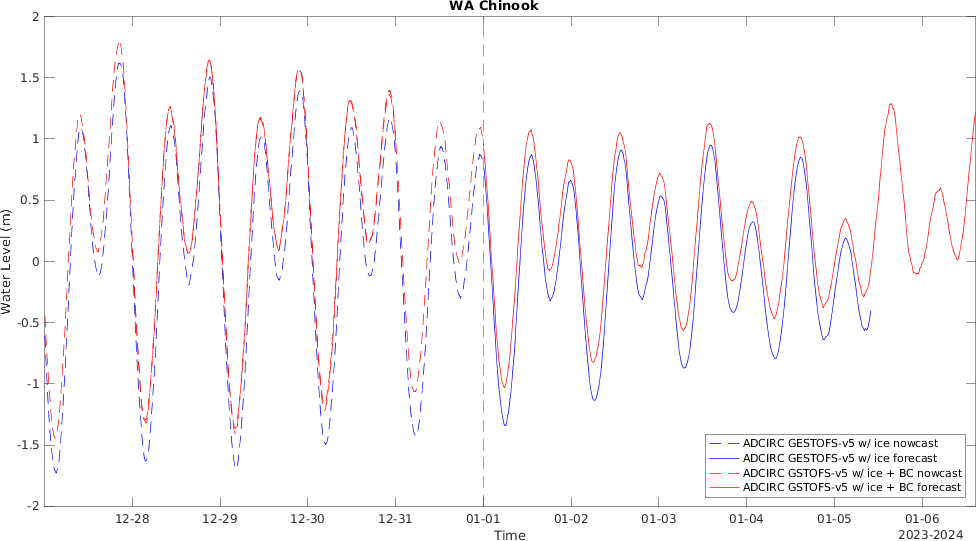 WA Chinook
2
1.5
1
0.5
0
-0.5
-1
-1.5
-2
Water Level (m)
12-28 12-29 12-30 12-31 01-01 01-02 01-03 01-04 01-05 01-06
Time
2023-2024
ADCIRC GESTOFS-v5 w/ ice nowcast
ADCIRC GESTOFS-v5 w/ ice forecast
ADCIRC GSTOFS-v5 w/ ice + BC nowcast
ADCIRC GSTOFS-v5 w/ ice + BC forecast